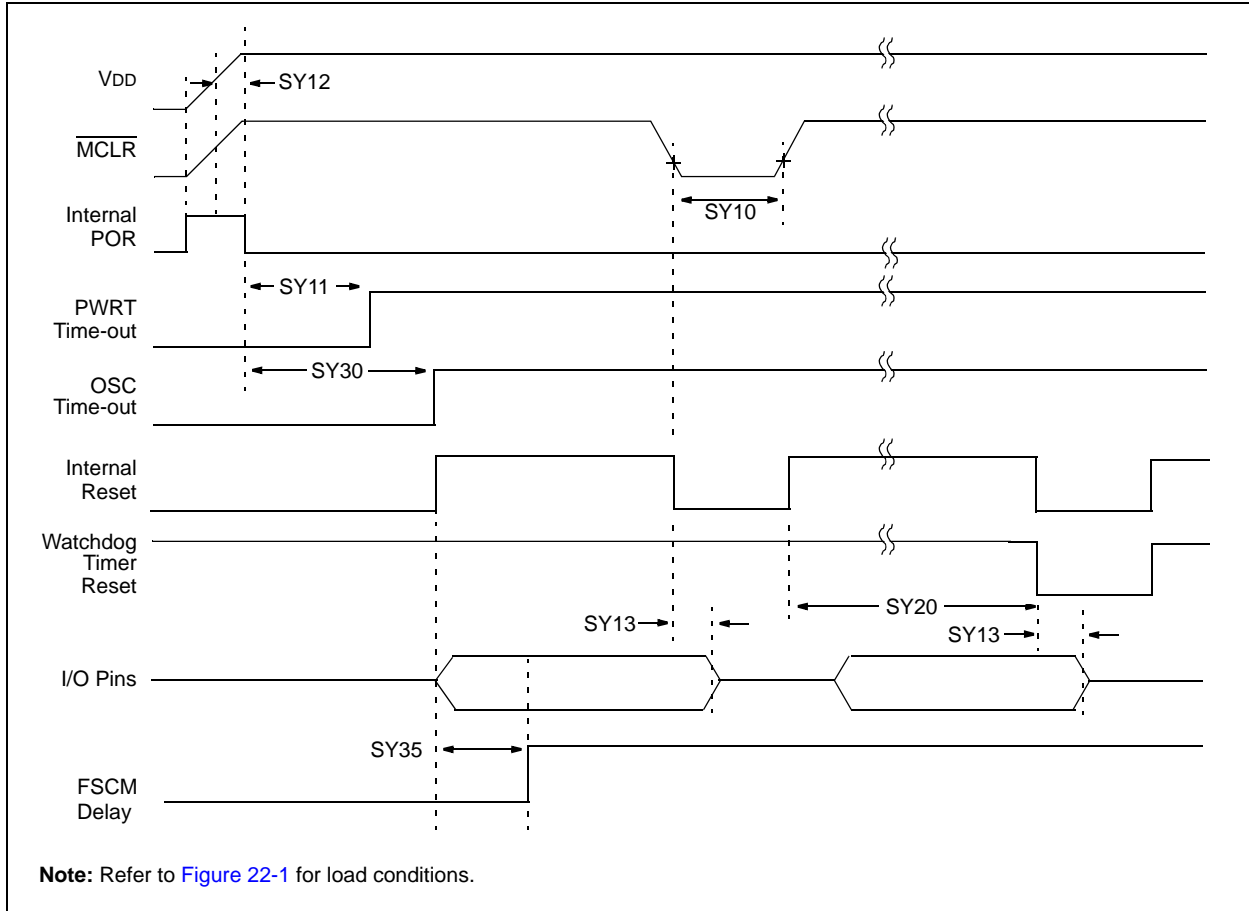 VDD
SY12
MCLR
SY10
Internal
POR
SY11
PWRT
Time-out
SY30
OSC
Time-out
Internal
Reset
Watchdog
Timer
Reset
SY20
SY13
SY13
I/O Pins
SY35
FSCM
Delay
Note: Refer to Figure 22-1 for load conditions.